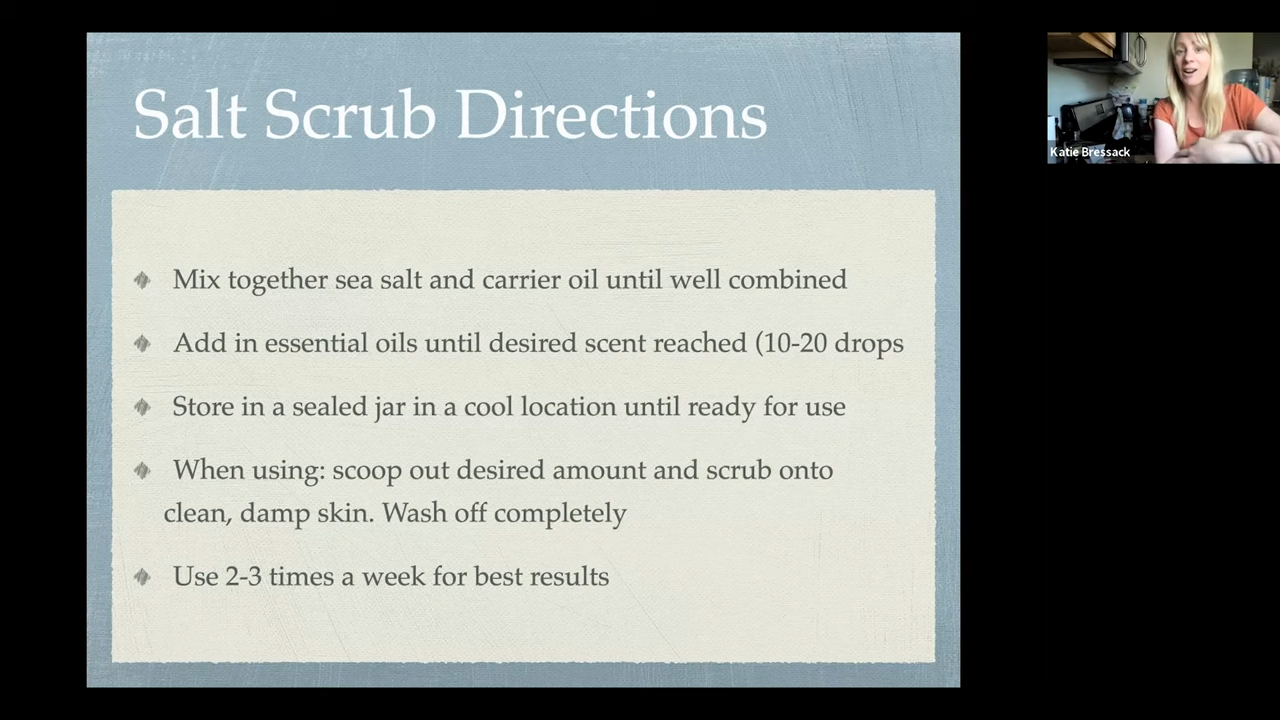 Salt Scrub Directions
Mix together sea salt and carrier oil until well combined
Add in essential oils until desired scent reached (10-20 drops
Store in a sealed jar in a cool location until ready for use
When using: scoop out desired amount and scrub onto
clean, damp skin. Wash off completely
Use 2-3 times a week for best results
Katie Bressack